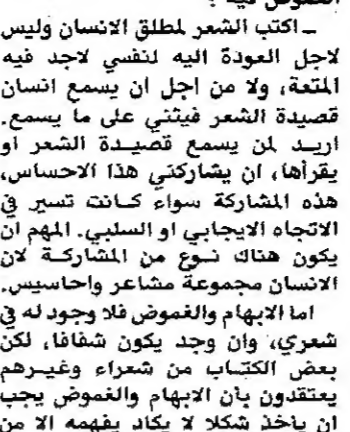 الغموض فيه ؟
ــ اكتب الشعر لمطلق الانسان وليس
لاجل العودة اليه لنفسي لاجد فيه
المتعة، ولا من اجل ان يسمع انسان
قصيدة الشعر فيثني على ما يسمع.
اريد لمن يسمع قصيدة الشعر او
يقرأها، ان يشاركني هذا الاحساس،
هذه المشاركة سواء كانت تسير في
الاتجاه الايجابي او السلبي. المهم ان
يكون هناك نوع من المشاركة لان
الانسان مجموعة مشاعر واحاسيس.
اما الابهام والغموض فلا وجود له في
شعري، وان وجد يكون شفافا، لكن
بعض الكتاب من شعراء وغيرهم
يعتقدون بأن الابهام والغموض يجب
ان يأخذ شكلا لا يكاد يفهمه الا من